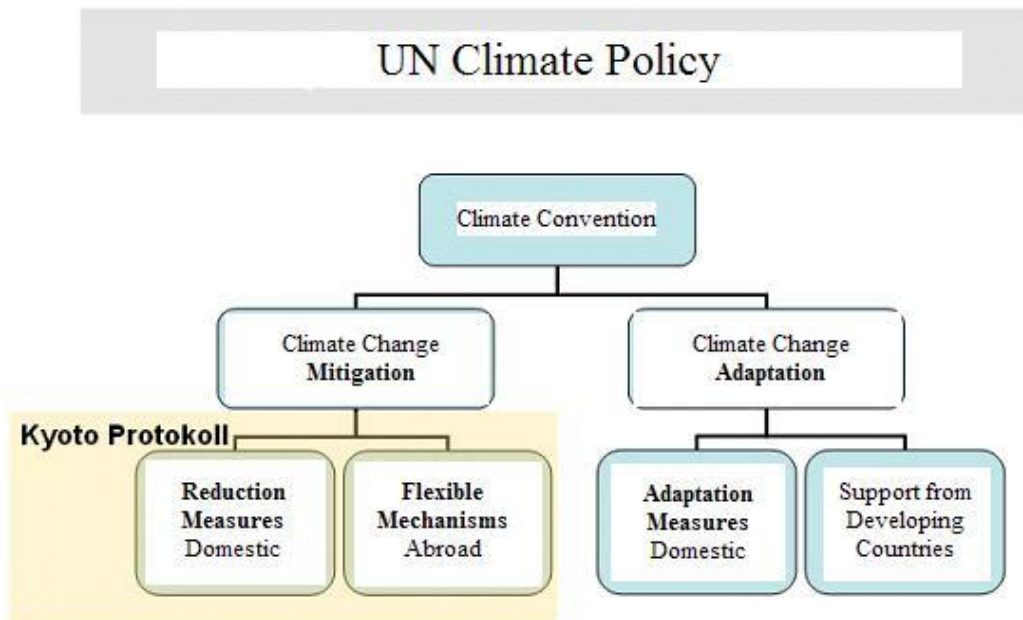 UN Climate Policy
Climate Convention
Climate Change
Mitigation
Climate Change
Adaptation
Kyoto Protokoll
Reduction
Measures
Domestic
Flexible
Mechanisms
Abroad
Adaptation
Measures
Domestic
Support from
Developing
Countries